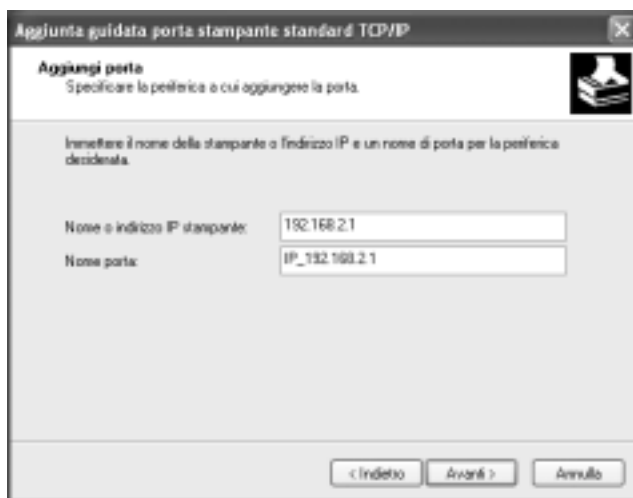 Aggiunta guidata porta stampante standard TCP/IP
Aggiungi porta
Specificare la periferica a cui aggiungere la porta.
Immettere il nome della stampante o l'indirizzo IP e un nome di porta per la periferica
desiderata.
Nome o indirizzo IP stampante: 192.168.2.1
Nome porta: IP_192.168.2.1
< Indietro Avanti > Annulla